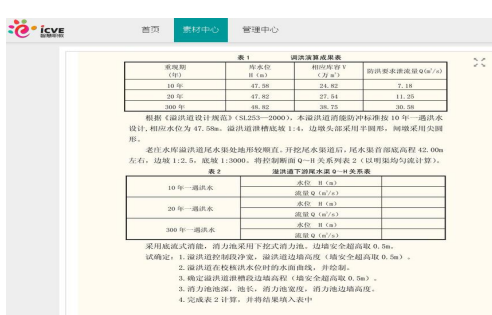 icve 首页 素材中心 管理中心
智慧职教
表 1 调洪演算成果表
重现期（年） 库水位 H（m） 相应库容 V（万 m³） 防洪要求泄流量 Q(m³/s)
10 年 47.58 24.82 7.18
20 年 47.82 27.54 11.25
300 年 48.82 38.75 30.58
根据《溢洪道设计规范》（SL253—2000），本溢洪道消能防冲标准按 10 年一遇洪水
设计，相应水位为 47.58m。溢洪道泄槽底坡 1:4，边墩头部采用半圆形，闸墩采用尖圆
形。
老庄水库溢洪道尾水渠处地形较顺直。开挖尾水渠道后，尾水渠首部底高程 42.00m
左右，边坡 1:2.5，底坡 1:3000。将控制断面 Q~H 关系列表 2（以明渠均匀流计算）。
表 2 溢洪道下游尾水渠 Q~H 关系表
10 年一遇洪水 水位 H（m）
流量 Q（m³/s）
20 年一遇洪水 水位 H（m）
流量 Q（m³/s）
300 年一遇洪水 水位 H（m）
流量 Q（m³/s）
采用底流式消能，消力池采用下挖式消力池。边墙安全超高取 0.5m。
试确定：1. 溢洪道控制段净宽，溢洪道边墙高度（墙安全超高取 0.5m）。
2. 溢洪道在校核洪水位时的水面曲线，并绘制。
3. 确定溢洪道泄槽段边墙高程（墙安全超高取 0.5m）。
3. 消力池池深，池长，消力池宽度，消力池边墙高度。
4. 完成表 2 计算，并将结果填入表中